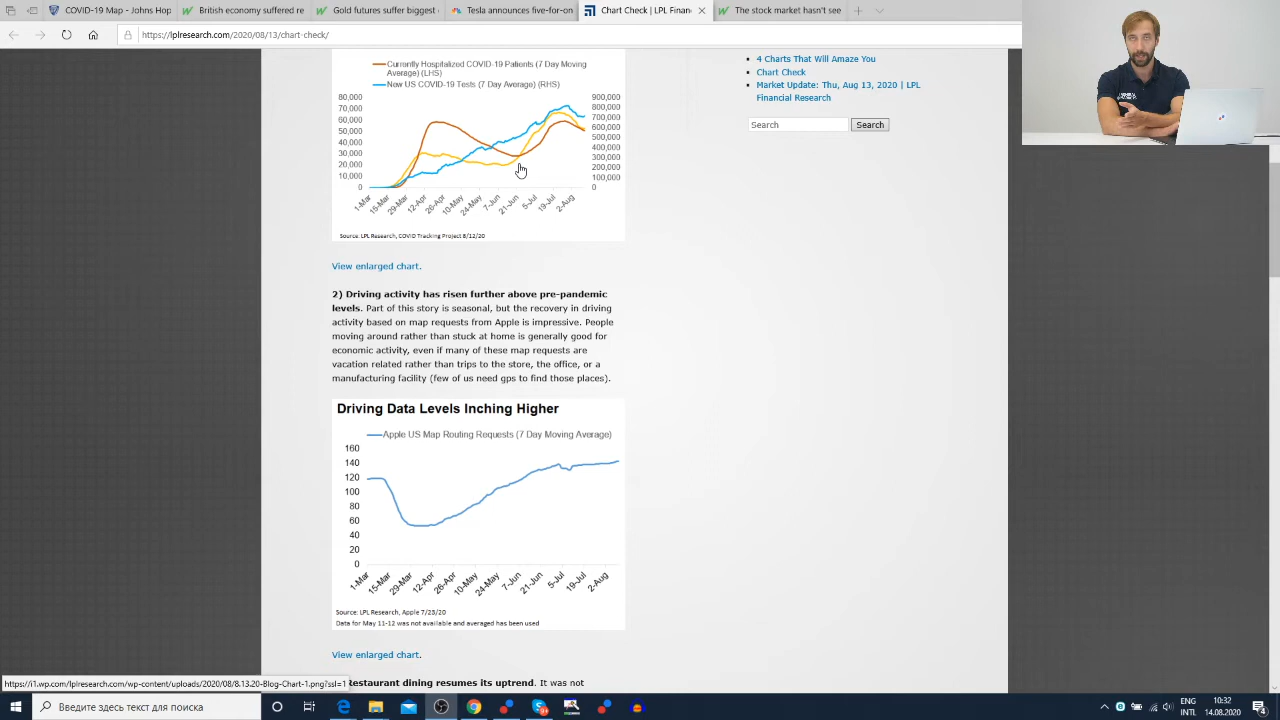 COVID-19 Map - Johns Hop
British economy suffered re
Gold futures set biggest o
Tesla announces five-for-on
Chart Check | LPL Finan
The stock market hasn't see
https://lplresearch.com/2020/08/13/chart-check/
Currently Hospitalized COVID-19 Patients (7 Day Moving
Average) (LHS)
New US COVID-19 Tests (7 Day Average) (RHS)
80,000
70,000
60,000
50,000
40,000
30,000
20,000
10,000
0
900,000
800,000
700,000
600,000
500,000
400,000
300,000
200,000
100,000
0
1-Mar
15-Mar
29-Mar
12-Apr
26-Apr
10-May
24-May
7-Jun
21-Jun
5-Jul
19-Jul
2-Aug
Source: LPL Research, COVID Tracking Project 8/12/20
4 Charts That Will Amaze You
Chart Check
Market Update: Thu, Aug 13, 2020 | LPL
Financial Research
Search
Search
View enlarged chart.
2) Driving activity has risen further above pre-pandemic
levels. Part of this story is seasonal, but the recovery in driving
activity based on map requests from Apple is impressive. People
moving around rather than stuck at home is generally good for
economic activity, even if many of these map requests are
vacation related rather than trips to the store, the office, or a
manufacturing facility (few of us need gps to find those places).
Driving Data Levels Inching Higher
Apple US Map Routing Requests (7 Day Moving Average)
160
140
120
100
80
60
40
20
0
1-Mar
15-Mar
29-Mar
12-Apr
26-Apr
10-May
24-May
7-Jun
21-Jun
5-Jul
19-Jul
2-Aug
Source: LPL Research, Apple 7/23/20
Data for May 11-12 was not available and averaged has been used
View enlarged chart.
estaurant dining resumes its uptrend. It was not
https://i1.wp.com/lplresearch.com/wp-content/uploads/2020/08/8.13.20-Blog-Chart-1.png?ssl=1
Введите здесь текст для поиска
INTL
10:32
14.08.2020